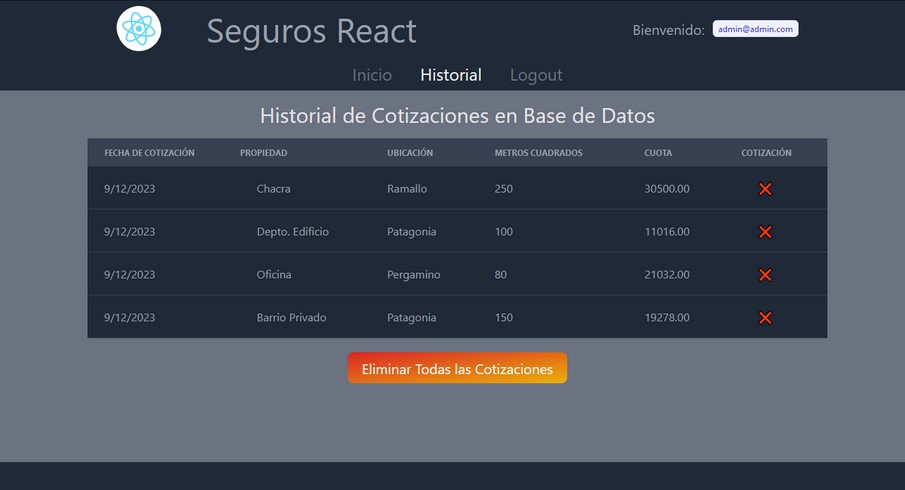 Seguros React
Bienvenido: admin@admin.com
Inicio Historial Logout
Historial de Cotizaciones en Base de Datos
FECHA DE COTIZACIÓN PROPIEDAD UBICACIÓN METROS CUADRADOS CUOTA COTIZACIÓN
9/12/2023 Chacra Ramallo 250 30500.00
9/12/2023 Depto. Edificio Patagonia 100 11016.00
9/12/2023 Oficina Pergamino 80 21032.00
9/12/2023 Barrio Privado Patagonia 150 19278.00
Eliminar Todas las Cotizaciones